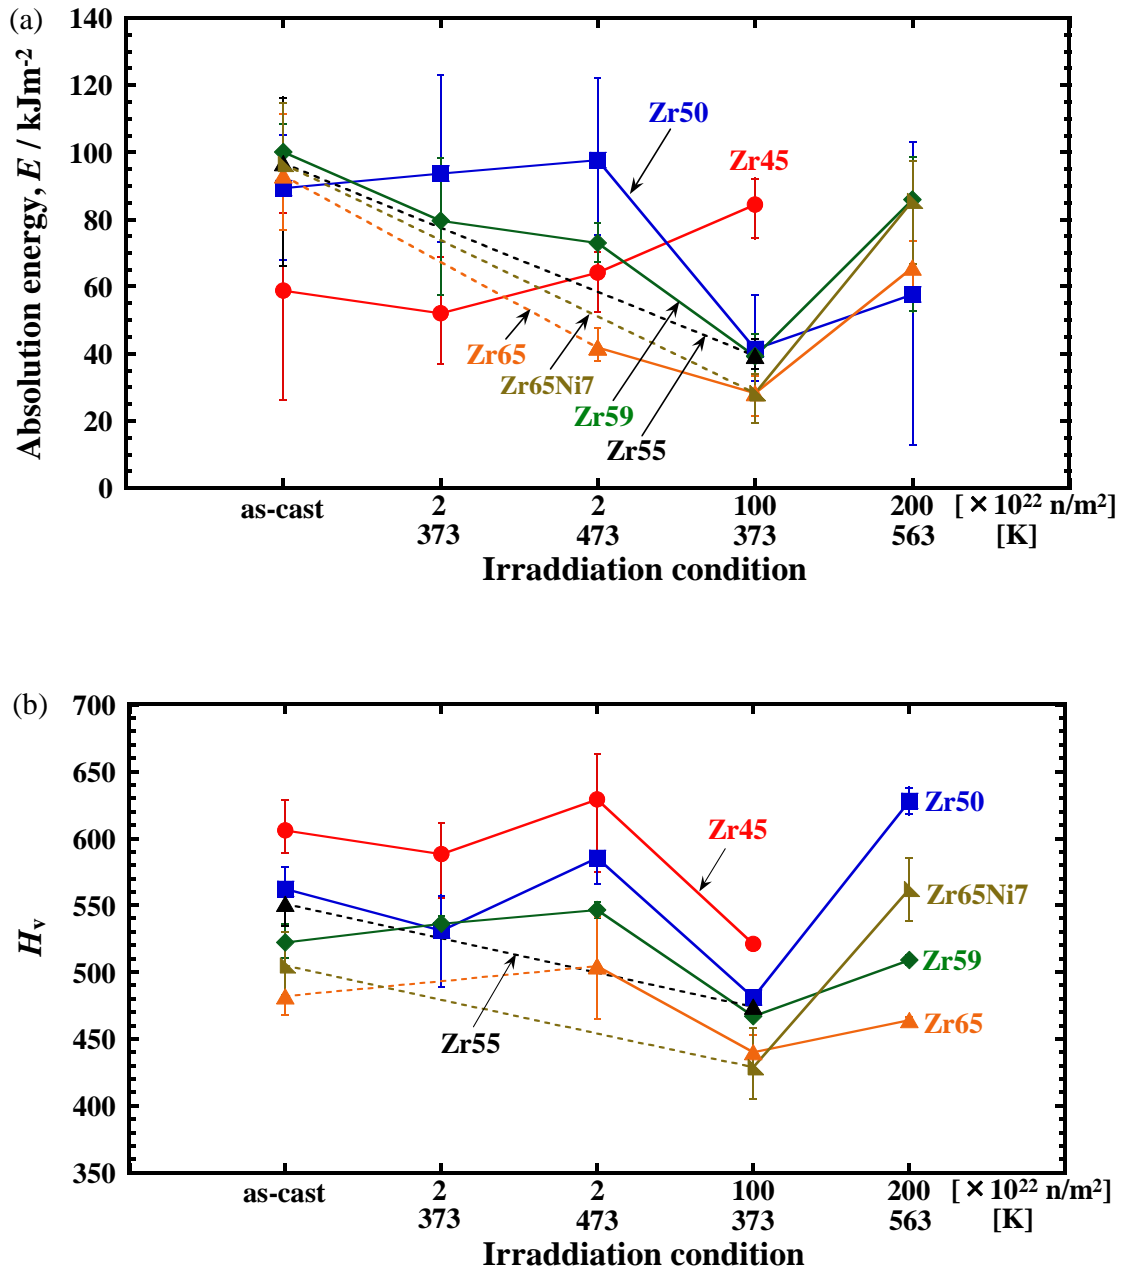 (a)
Absolution energy, E / kJm-2
140
120
100
80
60
40
20
0
Zr50
Zr45
Zr65
Zr65Ni7
Zr59
Zr55
as-cast 2 2 100 200 [×10²² n/m²]
373 473 373 563 [K]
Irraddiation condition
(b)
Hv
700
650
600
550
500
450
400
350
Zr45
Zr50
Zr65Ni7
Zr59
Zr65
Zr55
as-cast 2 2 100 200 [×10²² n/m²]
373 473 373 563 [K]
Irraddiation condition